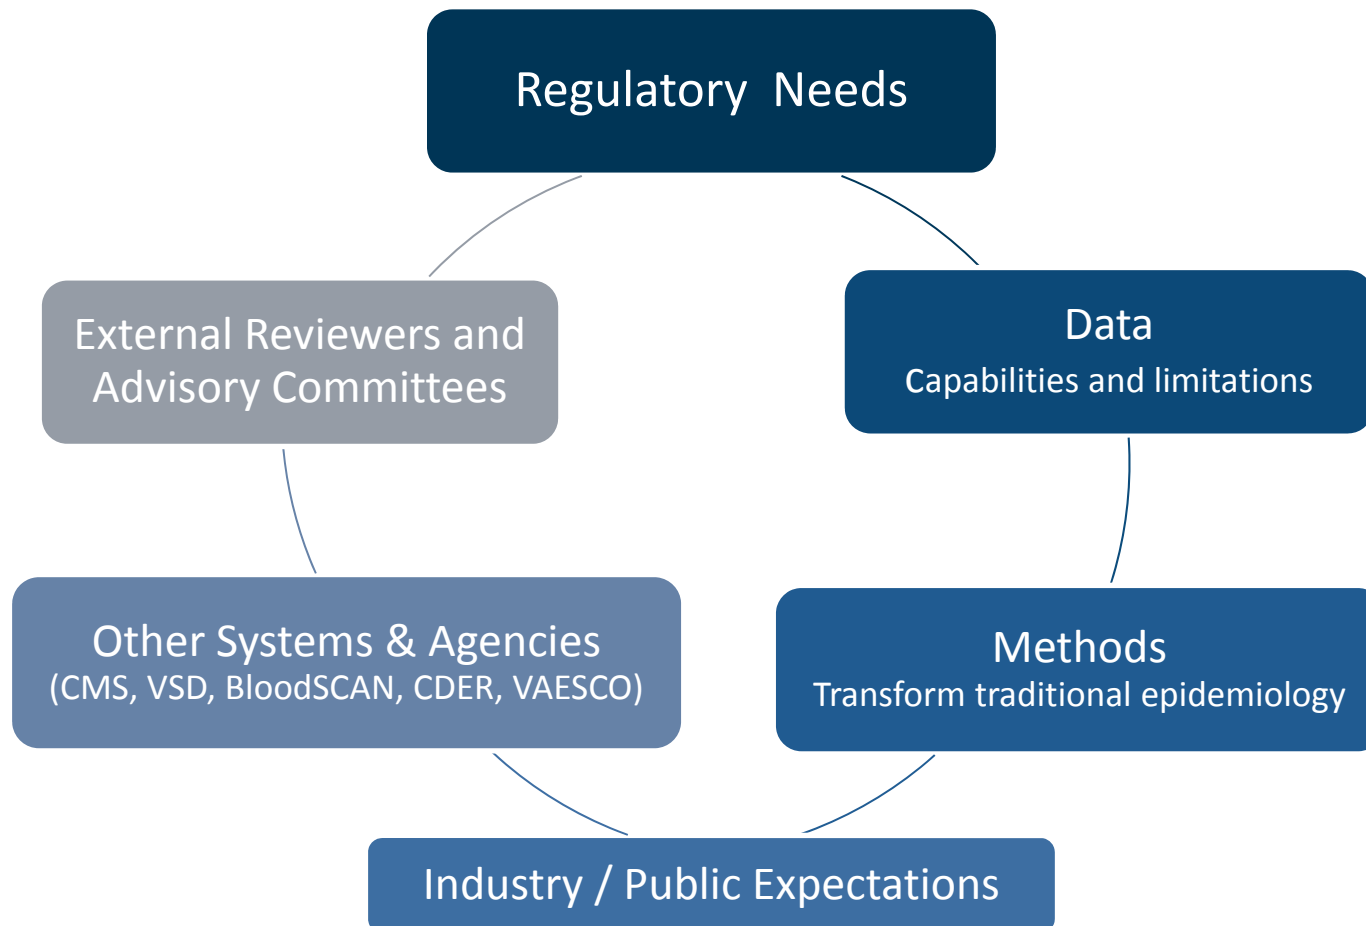 Regulatory  Needs
External Reviewers and
Advisory Committees
Data
Capabilities and limitations
Other Systems & Agencies
(CMS, VSD, BloodSCAN, CDER, VAESCO)
Methods
Transform traditional epidemiology
Industry / Public Expectations